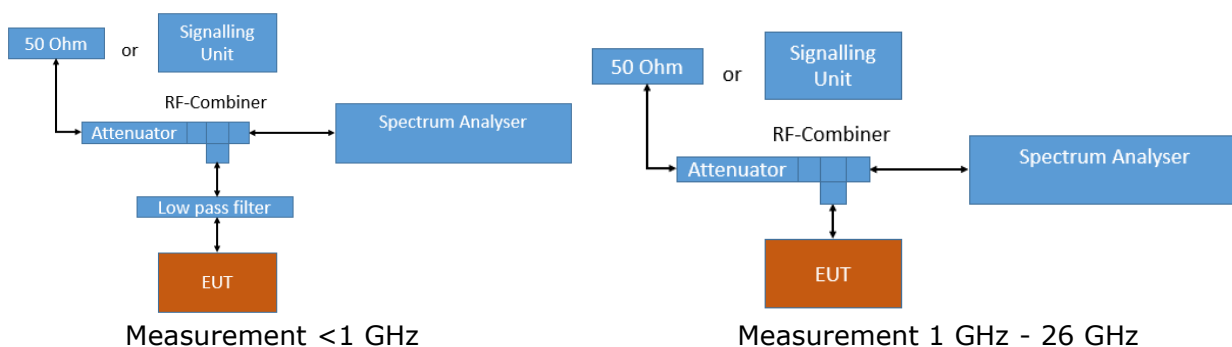 50 Ohm
or
Signalling
Unit
RF-Combiner
Attenuator
Spectrum Analyser
Low pass filter
EUT
Measurement <1 GHz
50 Ohm
or
Signalling
Unit
RF-Combiner
Attenuator
Spectrum Analyser
EUT
Measurement 1 GHz - 26 GHz